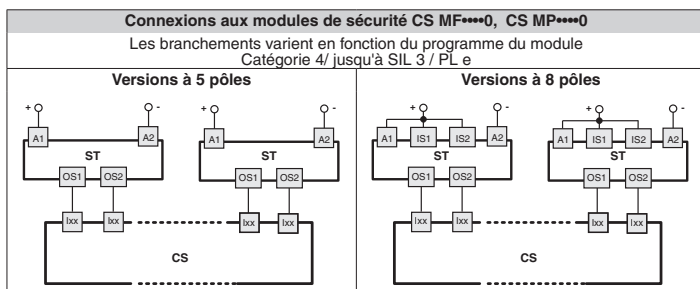 Connexions aux modules de sécurité CS MF••••0, CS MP••••0
Les branchements varient en fonction du programme du module
Catégorie 4/ jusqu'à SIL 3 / PL e
Versions à 5 pôles
+ - + -
A1 A2 A1 A2
ST ST
OS1 OS2 OS1 OS2
Ixx Ixx Ixx Ixx
CS
Versions à 8 pôles
+ - + -
A1 IS1 IS2 A2 A1 IS1 IS2 A2
ST ST
OS1 OS2 OS1 OS2
Ixx Ixx Ixx Ixx
CS